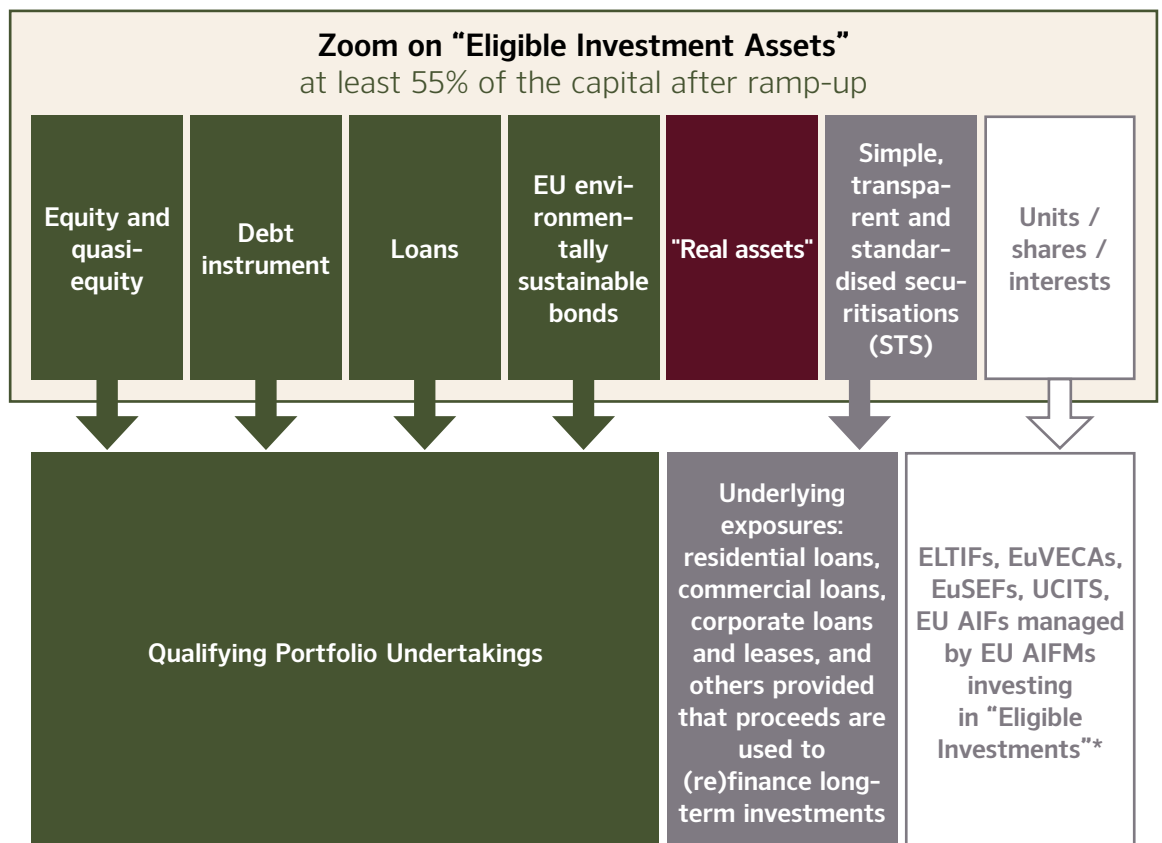 Zoom on “Eligible Investment Assets”
at least 55% of the capital after ramp-up
Equity and
quasi-
equity
Debt
instrument
Loans
EU envi-
ronmen-
tally
sustainable
bonds
"Real assets"
Simple,
transpa-
rent and
standar-
dised secu-
ritisations
(STS)
Units /
shares /
interests
Qualifying Portfolio Undertakings
Underlying
exposures:
residential loans,
commercial loans,
corporate loans
and leases, and
others provided
that proceeds are
used to
(re)finance long-
term investments
ELTIFs, EuVECAs,
EuSEFs, UCITS,
EU AIFs managed
by EU AIFMs
investing
in “Eligible
Investments”*